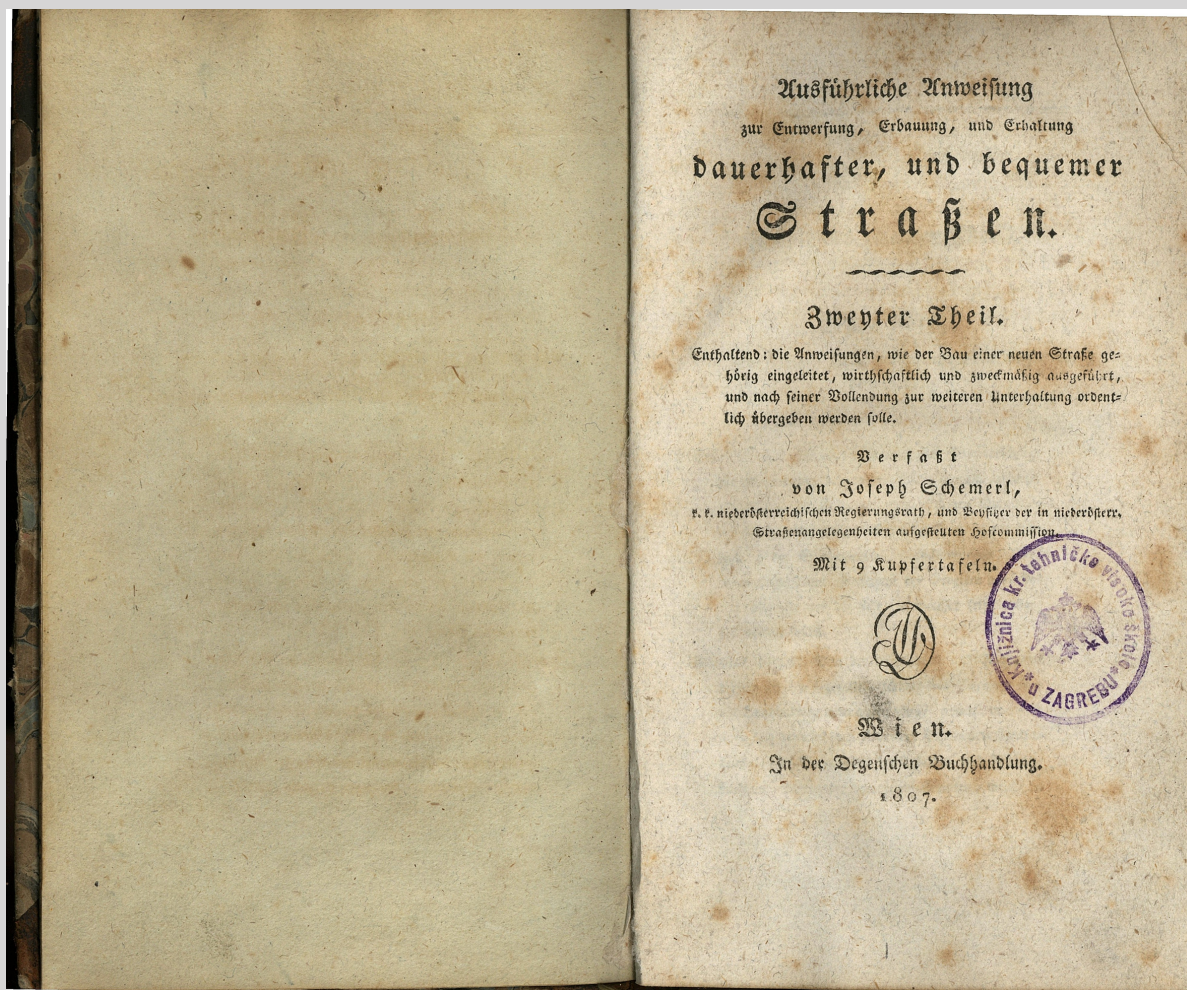 Ausführliche Anweisung
zur Entwerfung, Erbauung, und Erhaltung
dauerhafter, und bequemer
Straßen.
Zweyter Theil.
Enthaltend: die Anweisungen, wie der Bau einer neuen Straße ge=
hörig eingeleitet, wirthschaftlich und zweckmäßig ausgeführt,
und nach seiner Vollendung zur weiteren Unterhaltung ordent=
lich übergeben werden solle.
Verfaßt
von Joseph Schemerl,
k. k. niederösterreichischen Regierungsrath, und Beysitzer der in niederösterr.
Straßenangelegenheiten aufgestellten Hofcommission.
Mit 9 Kupfertafeln.
Knjižnica kr. tehničke visoke škole
* u ZAGREBU *
Wien.
In der Degenschen Buchhandlung.
1807.